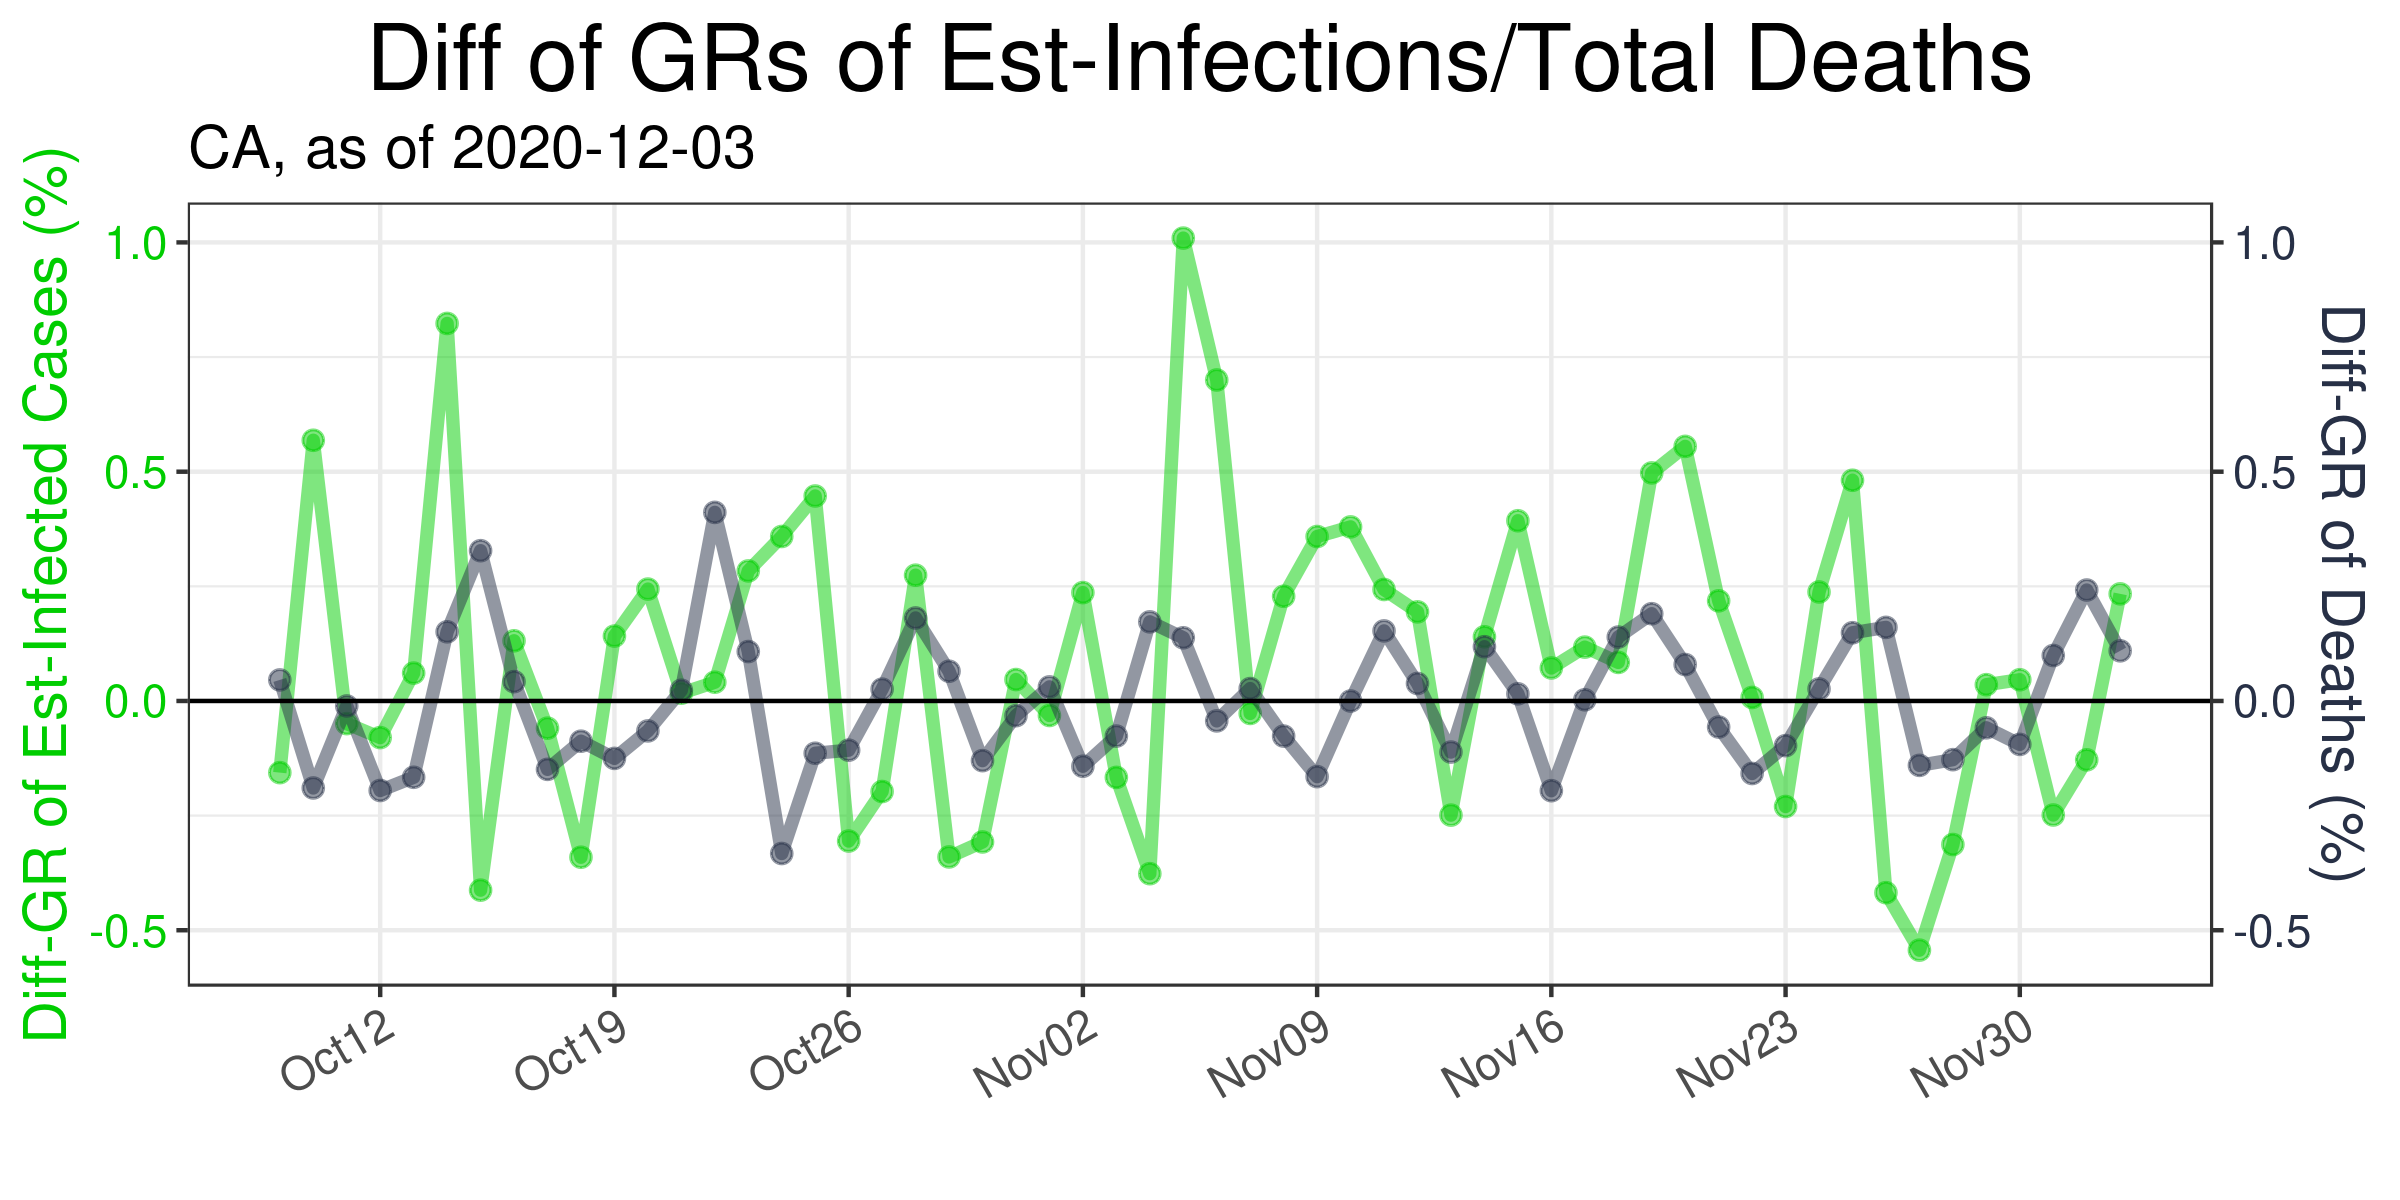 Diff of GRs of Est-Infections/Total Deaths
CA, as of 2020-12-03
Diff-GR of Est-Infected Cases (%)
1.0
0.5
0.0
-0.5
1.0
0.5
0.0
-0.5
Diff-GR of Deaths (%)
Oct12
Oct19
Oct26
Nov02
Nov09
Nov16
Nov23
Nov30